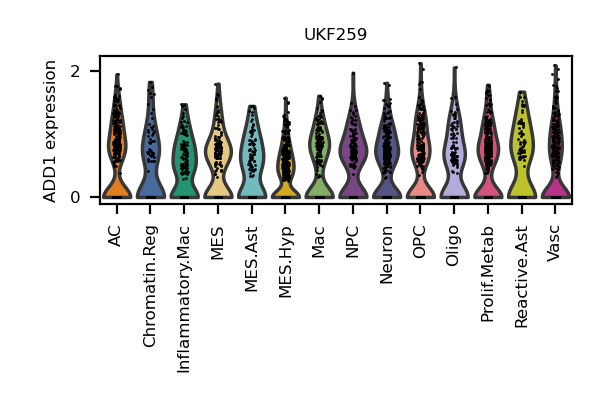 UKF259
ADD1 expression
2
0
AC
Chromatin.Reg
Inflammatory.Mac
MES
MES.Ast
MES.Hyp
Mac
NPC
Neuron
OPC
Oligo
Prolif.Metab
Reactive.Ast
Vasc